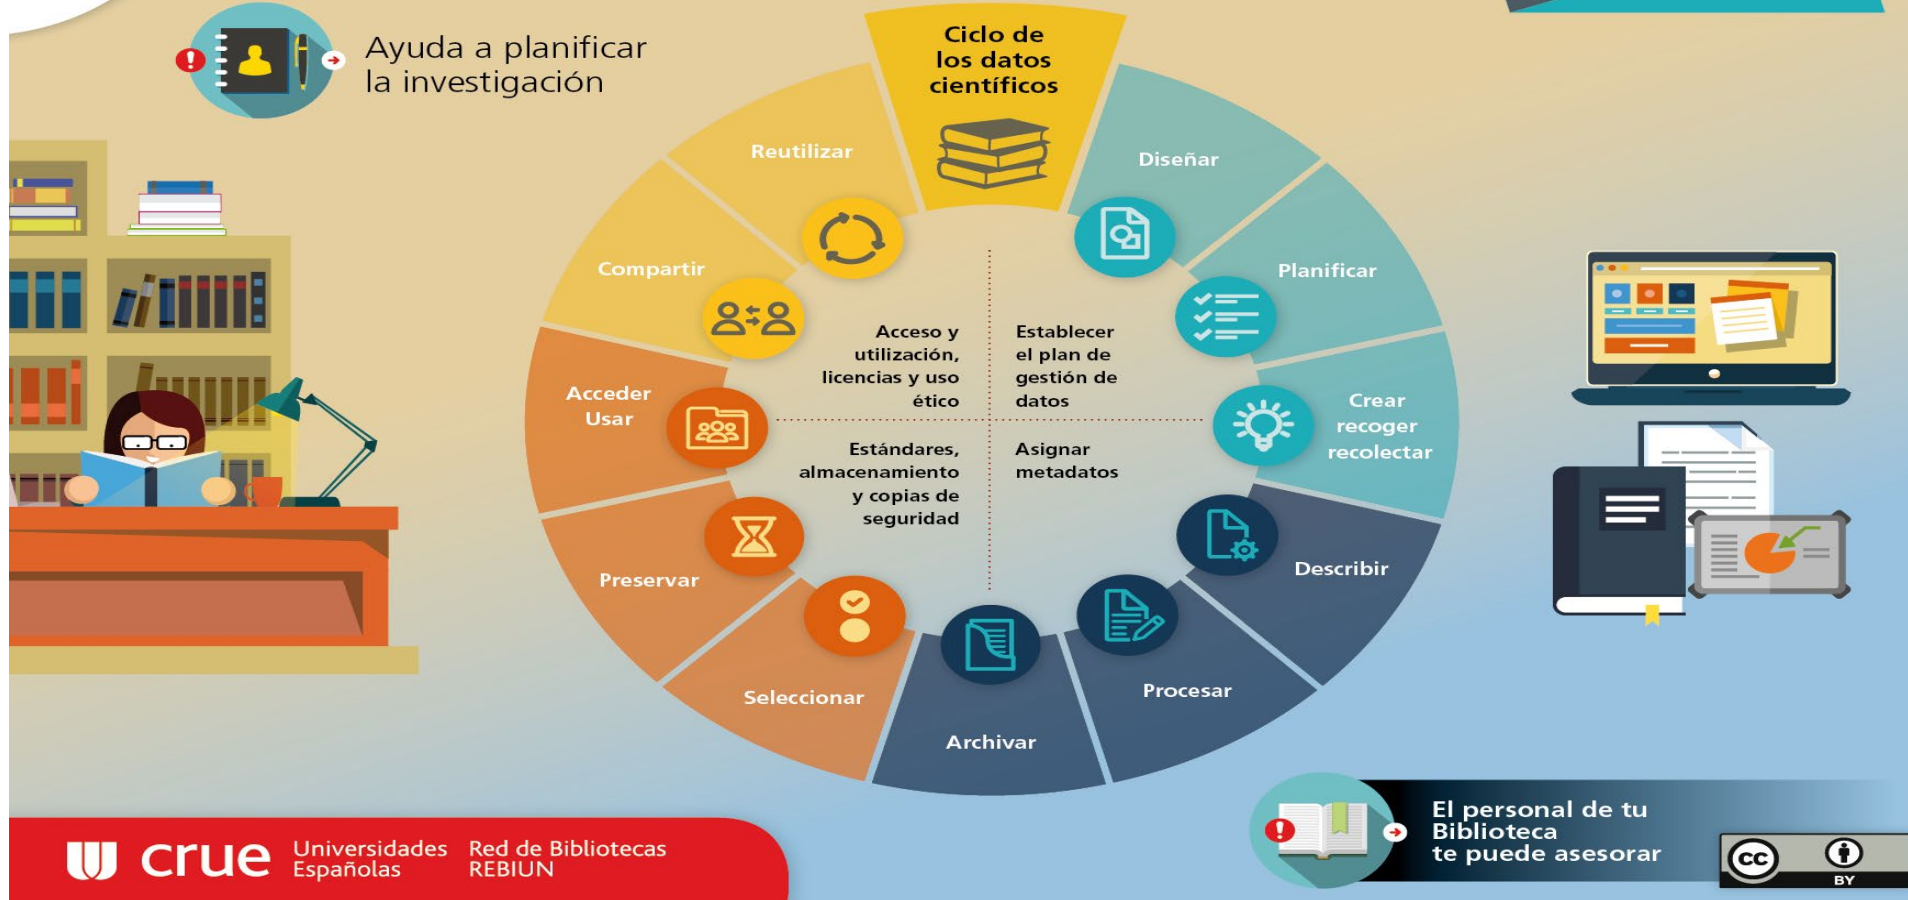 Ayuda a planificar
la investigación
Ciclo de
los datos
científicos
Diseñar
Planificar
Crear
recoger
recolectar
Describir
Procesar
Archivar
Seleccionar
Preservar
Acceder
Usar
Compartir
Reutilizar
Acceso y
utilización,
licencias y uso
ético
Establecer
el plan de
gestión de
datos
Estándares,
almacenamiento
y copias de
seguridad
Asignar
metadatos
crue
Universidades
Españolas
Red de Bibliotecas
REBIUN
El personal de tu
Biblioteca
te puede asesorar
cc
BY